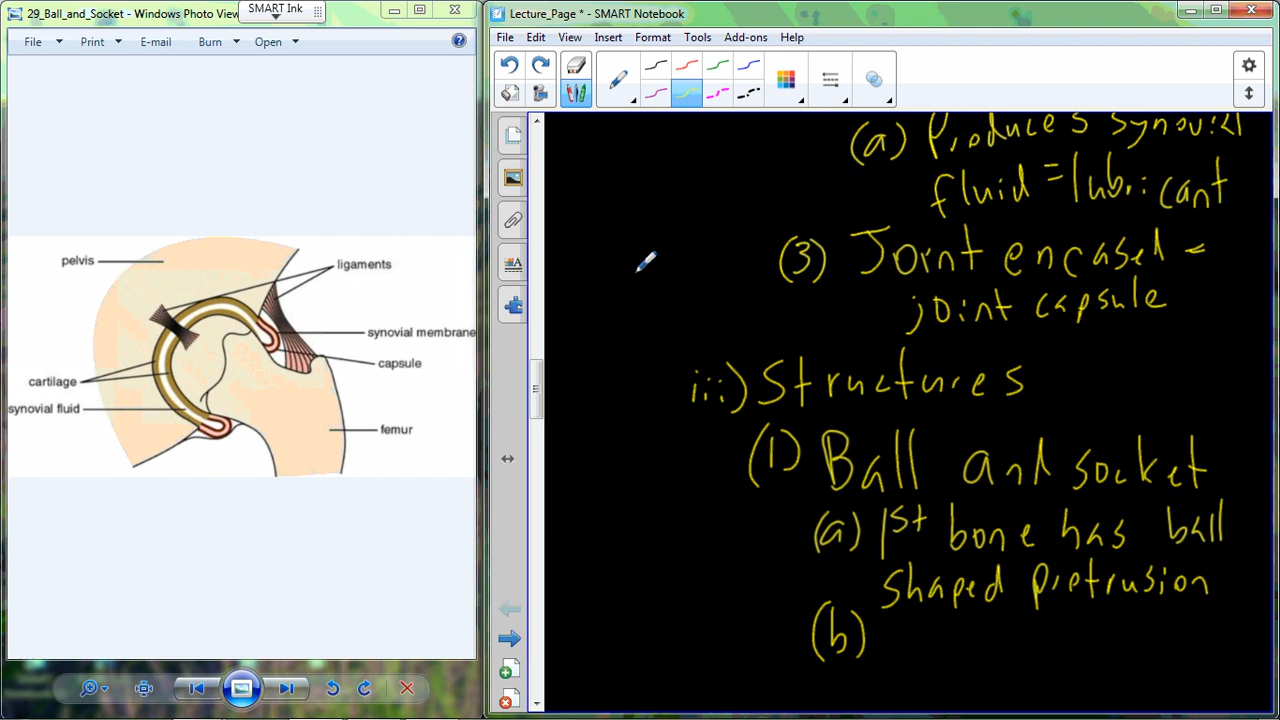 29_Ball_and_Socket - Windows Photo View
SMART Ink
File Print E-mail Burn Open
pelvis
ligaments
synovial membrane
capsule
cartilage
synovial fluid
femur
Lecture_Page * - SMART Notebook
File Edit View Insert Format Tools Add-ons Help
(a) Produces synovial
fluid = lubricant
(3) Joint encased =
joint capsule
iii) Structures
(1) Ball and socket
(a) 1st bone has ball
shaped protrusion
(b)